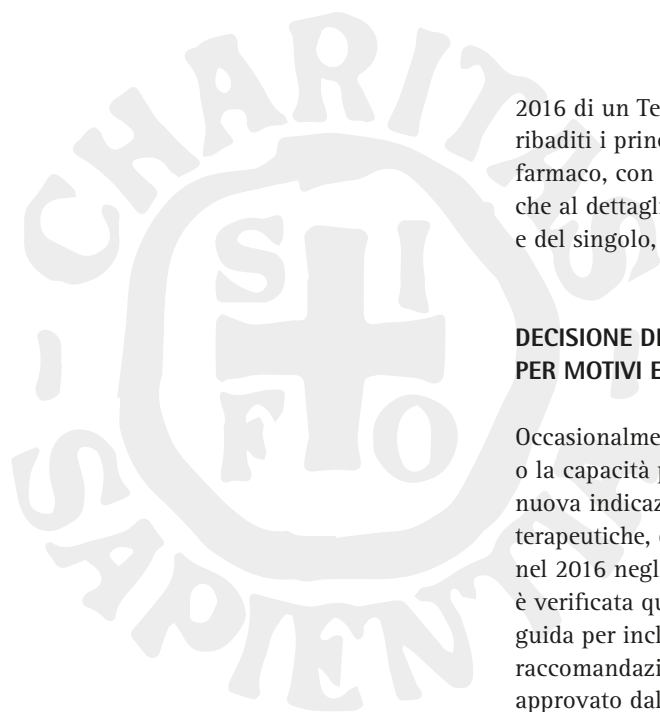 CHARITAS
SAPIENTIA
S I
F O
2016 di un Te
ribaditi i princ
farmaco, con
che al dettagl
e del singolo,
DECISIONE DI
PER MOTIVI E
Occasionalme
o la capacità p
nuova indicaz
terapeutiche, 
nel 2016 negl
è verificata qu
guida per incl
raccomandazi
approvato dal